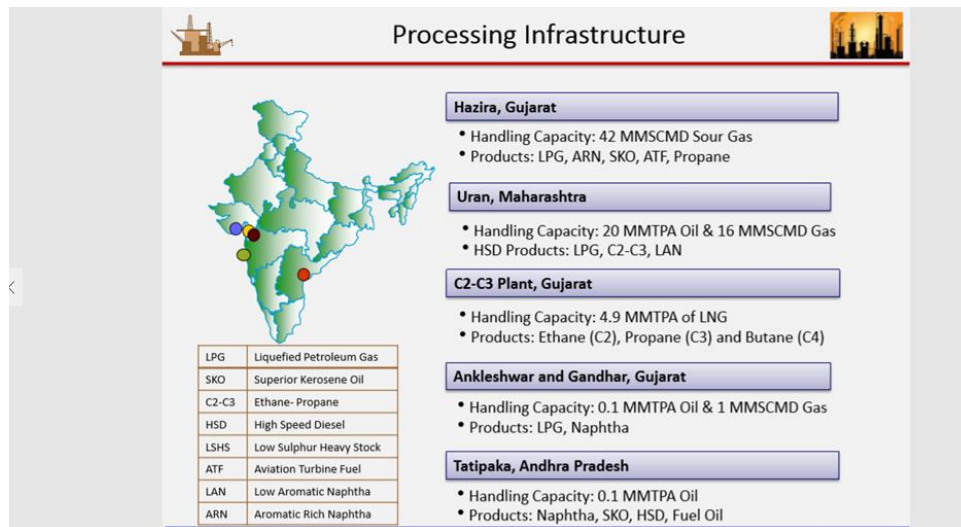 Processing Infrastructure
Hazira, Gujarat
• Handling Capacity: 42 MMSCMD Sour Gas
• Products: LPG, ARN, SKO, ATF, Propane
Uran, Maharashtra
• Handling Capacity: 20 MMTPA Oil & 16 MMSCMD Gas
• HSD Products: LPG, C2-C3, LAN
C2-C3 Plant, Gujarat
• Handling Capacity: 4.9 MMTPA of LNG
• Products: Ethane (C2), Propane (C3) and Butane (C4)
Ankleshwar and Gandhar, Gujarat
• Handling Capacity: 0.1 MMTPA Oil & 1 MMSCMD Gas
• Products: LPG, Naphtha
Tatipaka, Andhra Pradesh
• Handling Capacity: 0.1 MMTPA Oil
• Products: Naphtha, SKO, HSD, Fuel Oil
LPG Liquefied Petroleum Gas
SKO Superior Kerosene Oil
C2-C3 Ethane- Propane
HSD High Speed Diesel
LSHS Low Sulphur Heavy Stock
ATF Aviation Turbine Fuel
LAN Low Aromatic Naphtha
ARN Aromatic Rich Naphtha